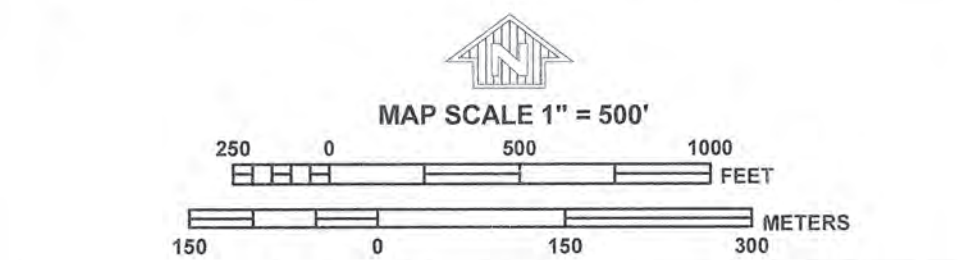 N
MAP SCALE 1" = 500'
250 0 500 1000
FEET
METERS
150 0 150 300